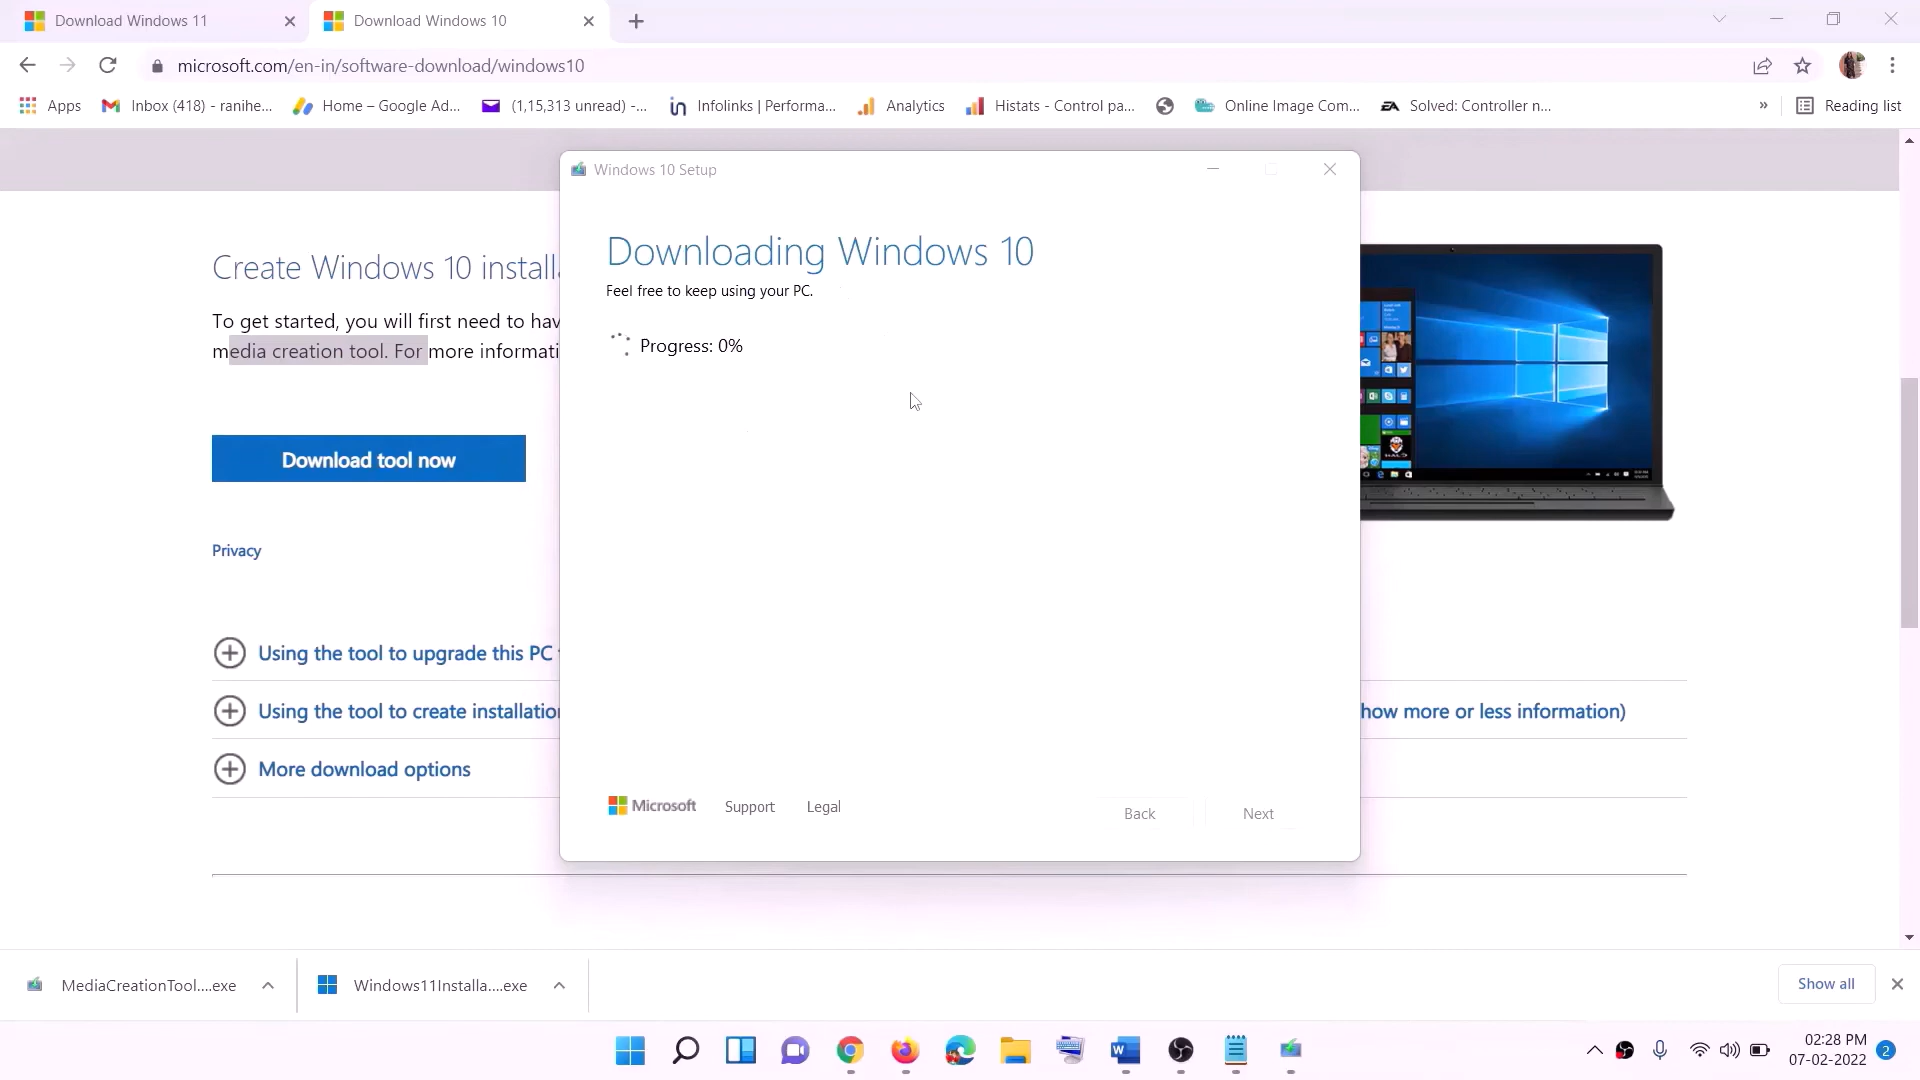 Download Windows 11
Download Windows 10
microsoft.com/en-in/software-download/windows10
Apps
Inbox (418) - ranihe...
Home – Google Ad...
(1,15,313 unread) -...
Infolinks | Performa...
Analytics
Histats - Control pa...
Online Image Com...
Solved: Controller n...
»
Reading list
Windows 10 Setup
Downloading Windows 10
Feel free to keep using your PC.
Progress: 0%
Microsoft
Support
Legal
Back
Next
Create Windows 10 installa
To get started, you will first need to hav
media creation tool. For more informati
Download tool now
Privacy
Using the tool to upgrade this PC
Using the tool to create installation
how more or less information)
More download options
MediaCreationTool....exe
Windows11Installa....exe
Show all
02:28 PM
07-02-2022
2